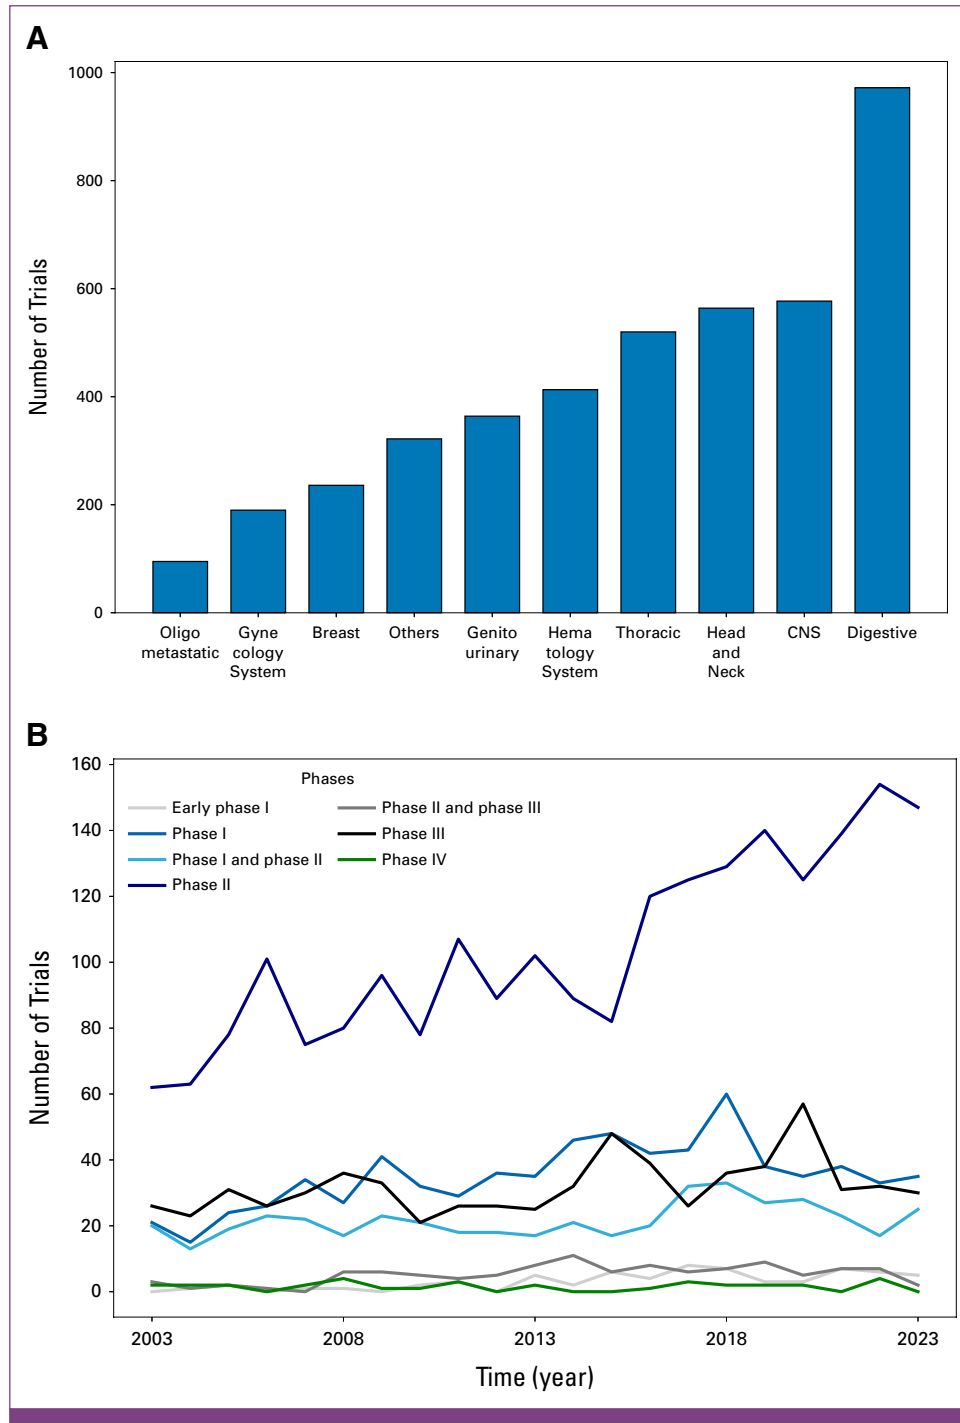 A
1000
800
600
400
200
0
Number of Trials
Oligo
metastatic
Gyne
cology
System
Breast
Others
Genito
urinary
Hema
tology
System
Thoracic
Head
and
Neck
CNS
Digestive
B
160
140
120
100
80
60
40
20
0
Number of Trials
Phases
Early phase I
Phase I
Phase I and phase II
Phase II
Phase II and phase III
Phase III
Phase IV
2003
2008
2013
2018
2023
Time (year)